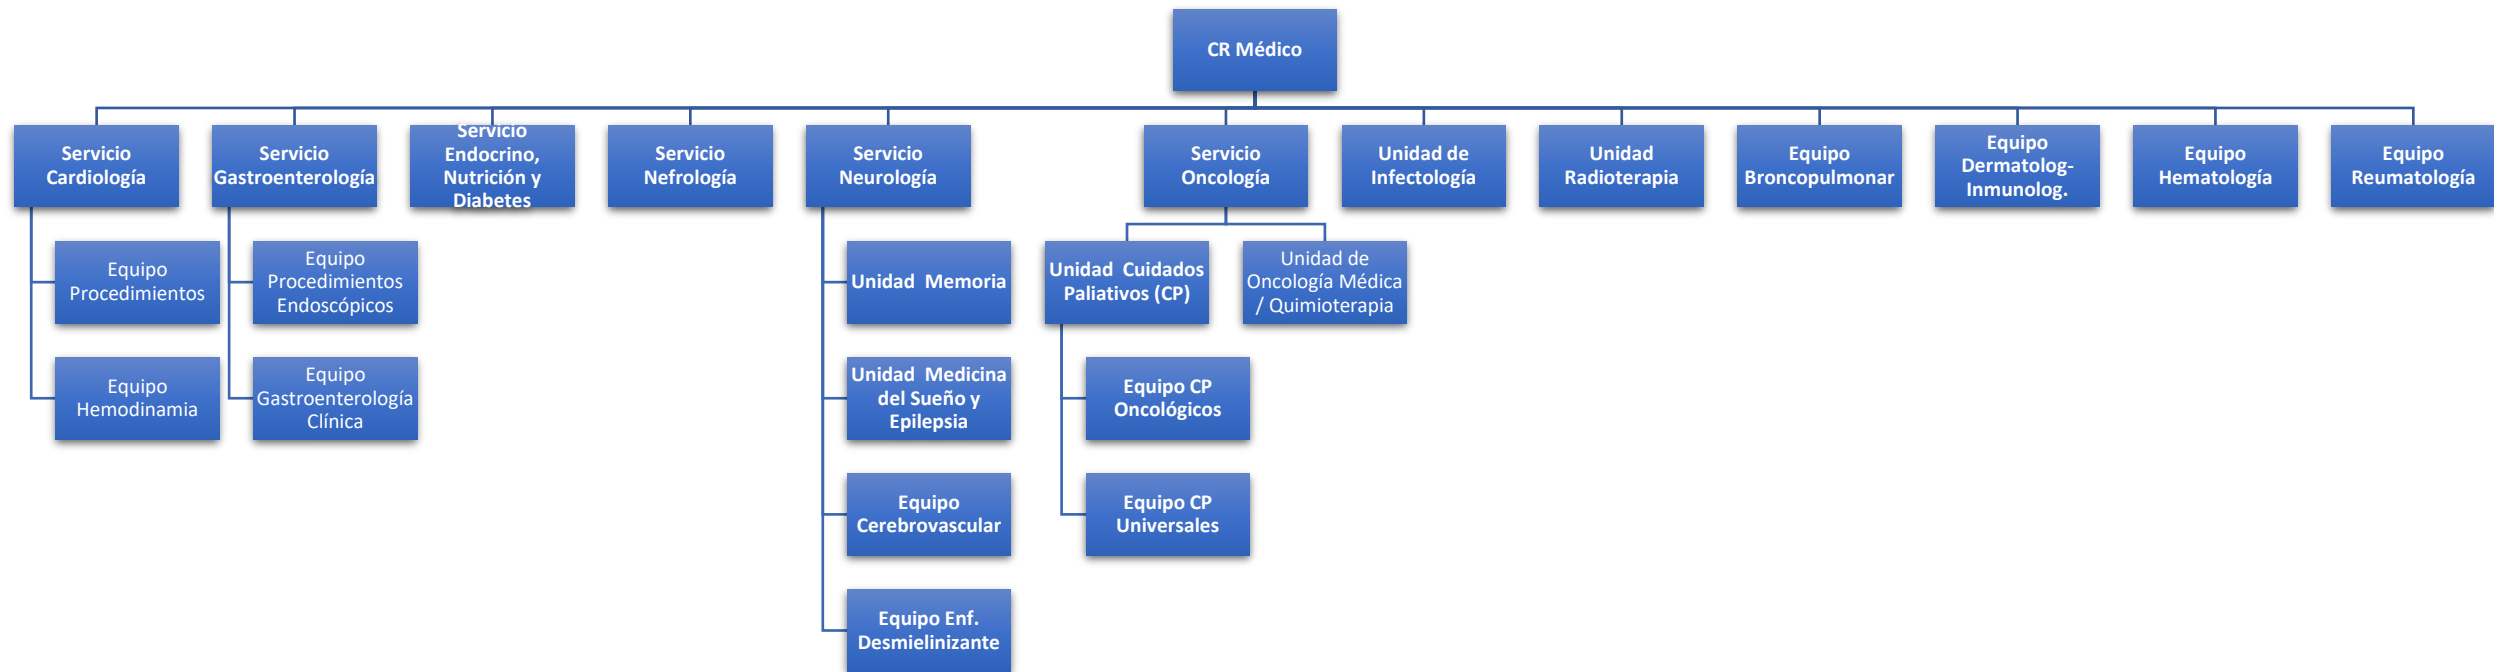 CR Médico
Servicio
Cardiología
Servicio
Gastroenterología
Servicio
Endocrino,
Nutrición y
Diabetes
Servicio
Nefrología
Servicio
Neurología
Servicio
Oncología
Unidad de
Infectología
Unidad
Radioterapia
Equipo
Broncopulmonar
Equipo
Dermatolog-
Inmunolog.
Equipo
Hematología
Equipo
Reumatología
Equipo
Procedimientos
Equipo
Procedimientos
Endoscópicos
Unidad  Memoria
Unidad  Cuidados
Paliativos (CP)
Unidad de
Oncología Médica
/ Quimioterapia
Equipo
Hemodinamia
Equipo
Gastroenterología
Clínica
Unidad  Medicina
del Sueño y
Epilepsia
Equipo CP
Oncológicos
Equipo
Cerebrovascular
Equipo CP
Universales
Equipo Enf.
Desmielinizante